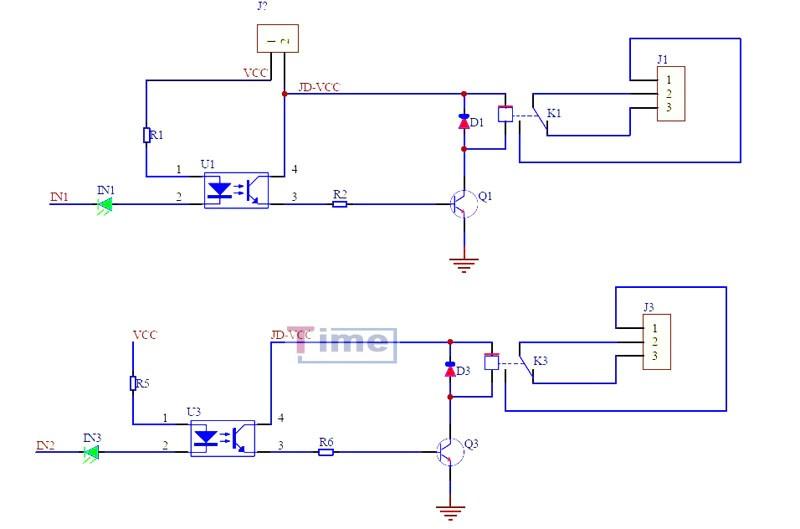 J?
1 2
VCC
JD-VCC
J1
1
2
3
K1
D1
R1
U1
1
4
IN1
IN1
2
3
R2
Q1
J3
1
2
3
VCC
JD-VCC
Time
K3
D3
R5
U3
1
4
IN2
IN3
2
3
R6
Q3